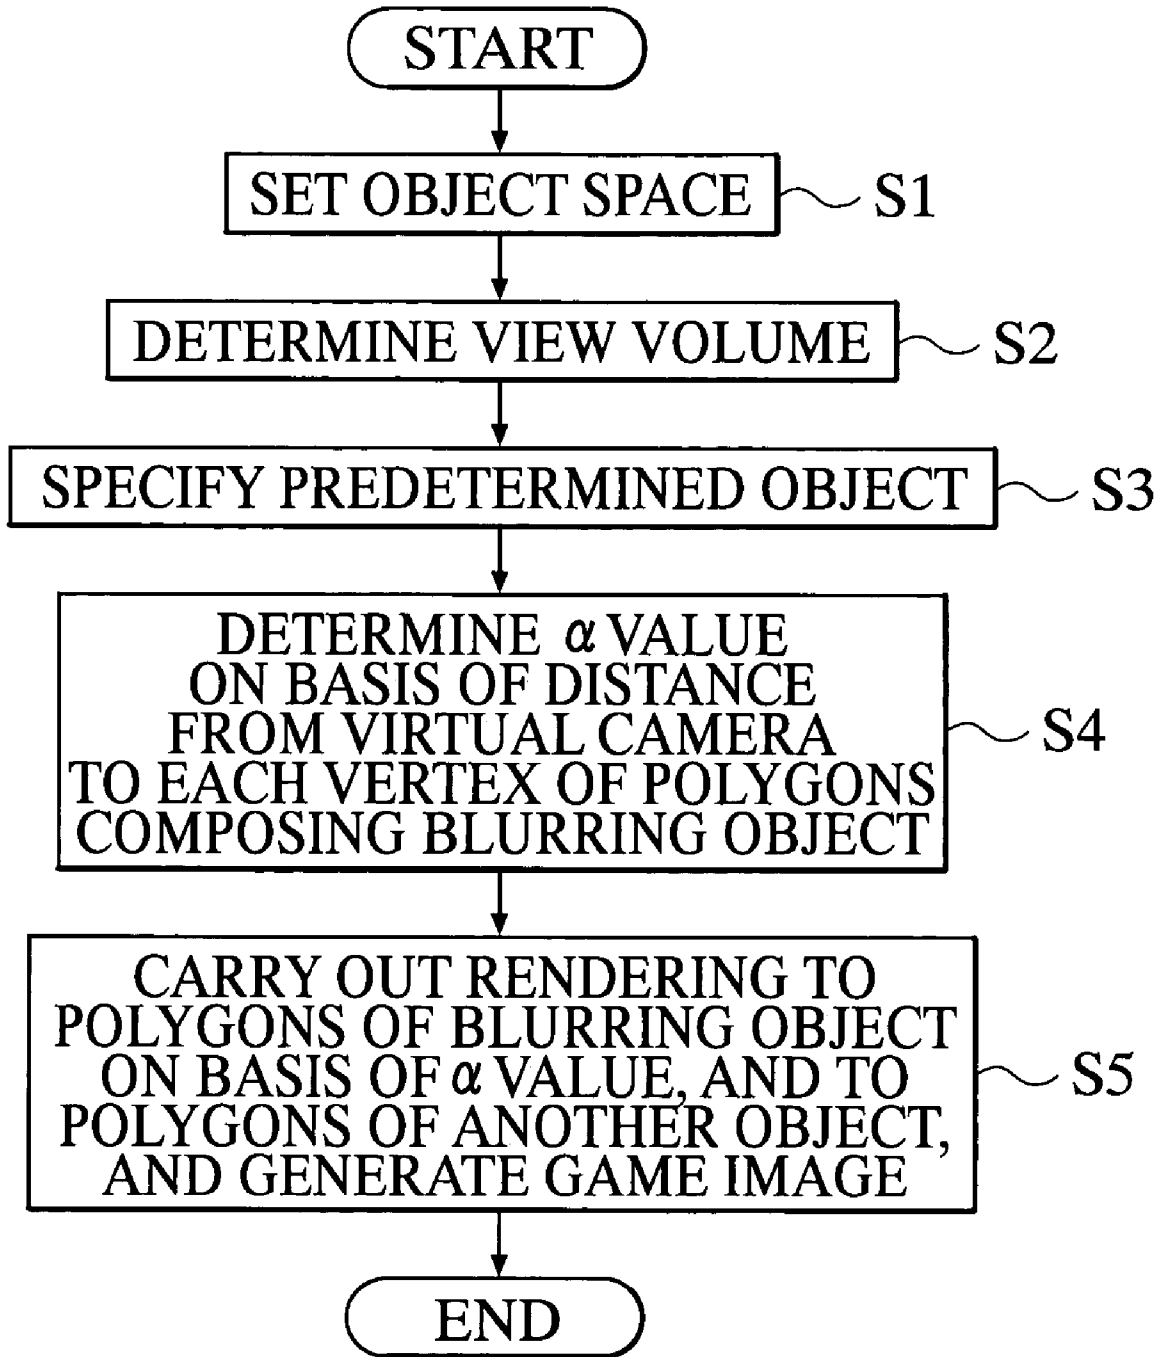 START
SET OBJECT SPACE
S1
DETERMINE VIEW VOLUME
S2
SPECIFY PREDETERMINED OBJECT
S3
DETERMINE α VALUE
ON BASIS OF DISTANCE
FROM VIRTUAL CAMERA
TO EACH VERTEX OF POLYGONS
COMPOSING BLURRING OBJECT
S4
CARRY OUT RENDERING TO
POLYGONS OF BLURRING OBJECT
ON BASIS OF α VALUE, AND TO
POLYGONS OF ANOTHER OBJECT,
AND GENERATE GAME IMAGE
S5
END